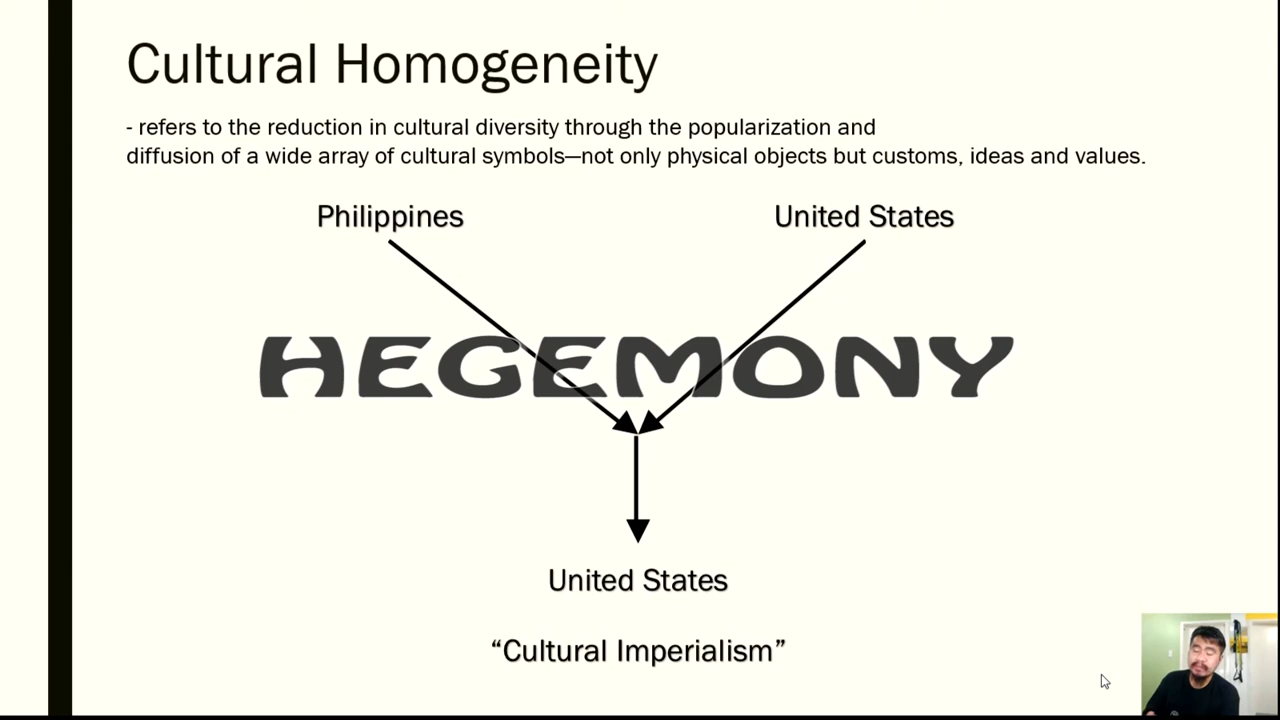 Cultural Homogeneity
- refers to the reduction in cultural diversity through the popularization and
diffusion of a wide array of cultural symbols—not only physical objects but customs, ideas and values.
Philippines
United States
HEGEMONY
United States
“Cultural Imperialism”